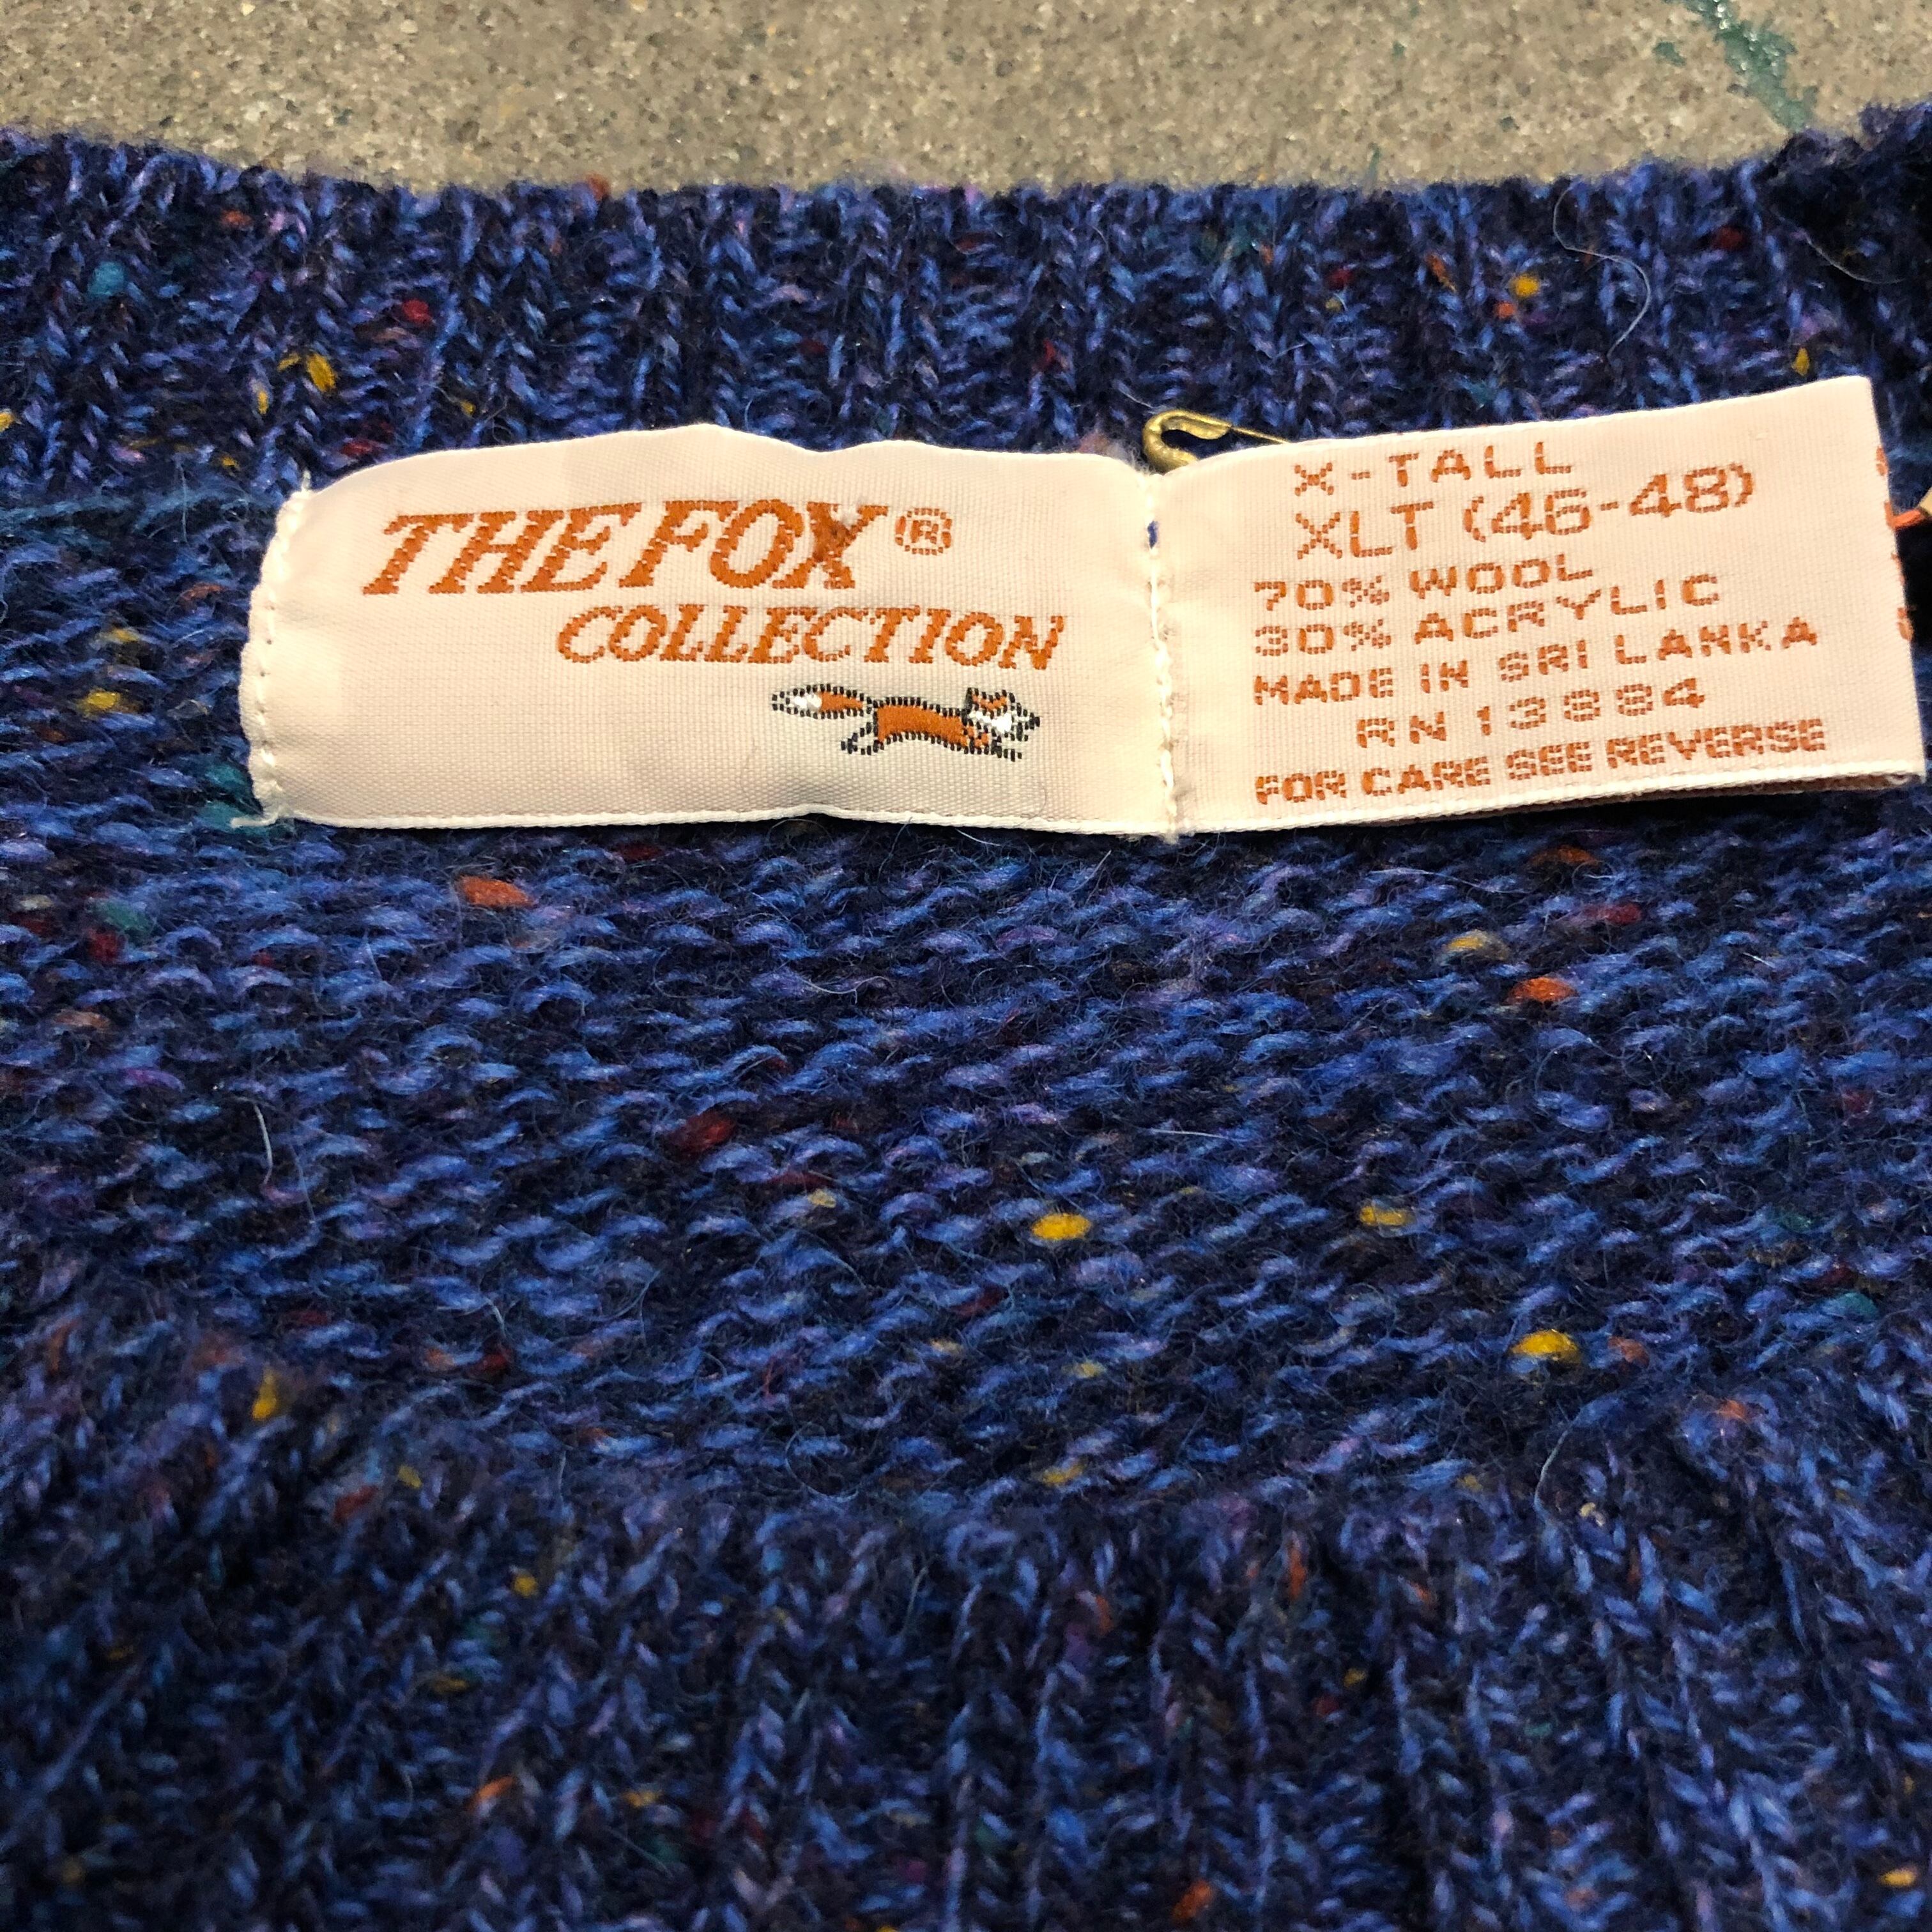 THE FOX ®
COLLECTION
X-TALL
XLT (46-48)
70% WOOL
30% ACRYLIC
MADE IN SRI LANKA
RN 13884
FOR CARE SEE REVERSE